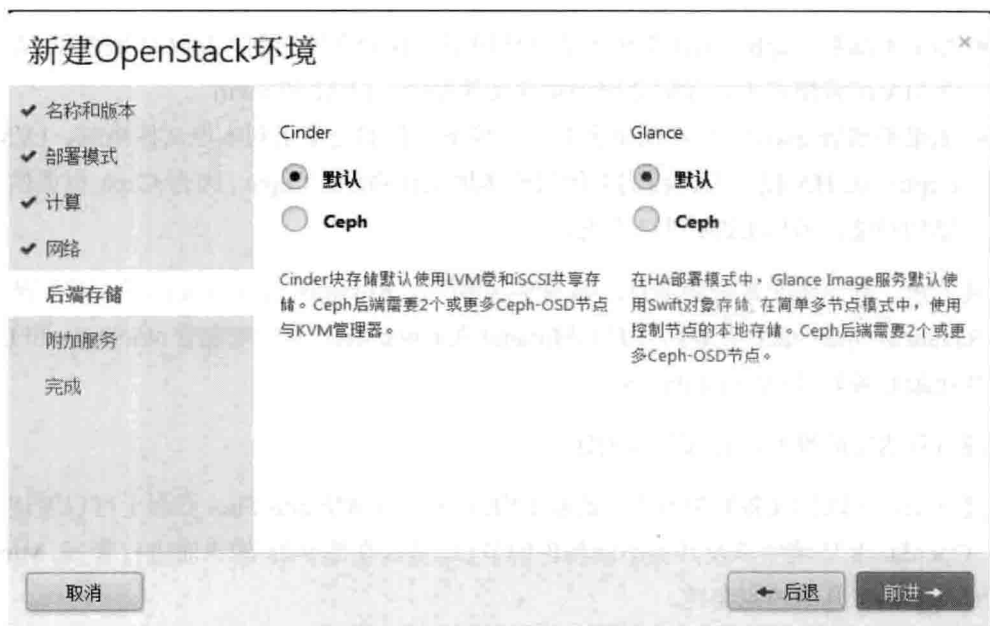 新建OpenStack环境
×
✔ 名称和版本
✔ 部署模式
✔ 计算
✔ 网络
后端存储
附加服务
完成
Cinder
默认
Ceph
Cinder块存储默认使用LVM卷和iSCSI共享存
储。Ceph后端需要2个或更多Ceph-OSD节点
与KVM管理器。
Glance
默认
Ceph
在HA部署模式中，Glance Image服务默认使
用Swift对象存储，在简单多节点模式中，使用
控制节点的本地存储。Ceph后端需要2个或更
多Ceph-OSD节点。
取消
← 后退
前进 →